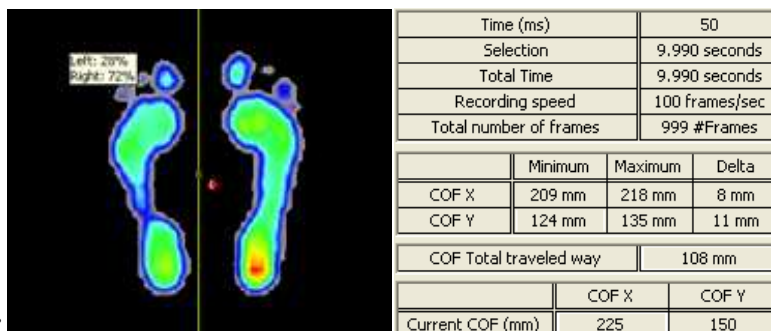 Left: 28%
Right: 72%
Time (ms) 50
Selection 9.990 seconds
Total Time 9.990 seconds
Recording speed 100 frames/sec
Total number of frames 999 #Frames
Minimum Maximum Delta
COF X 209 mm 218 mm 8 mm
COF Y 124 mm 135 mm 11 mm
COF Total traveled way 108 mm
COF X COF Y
Current COF (mm) 225 150